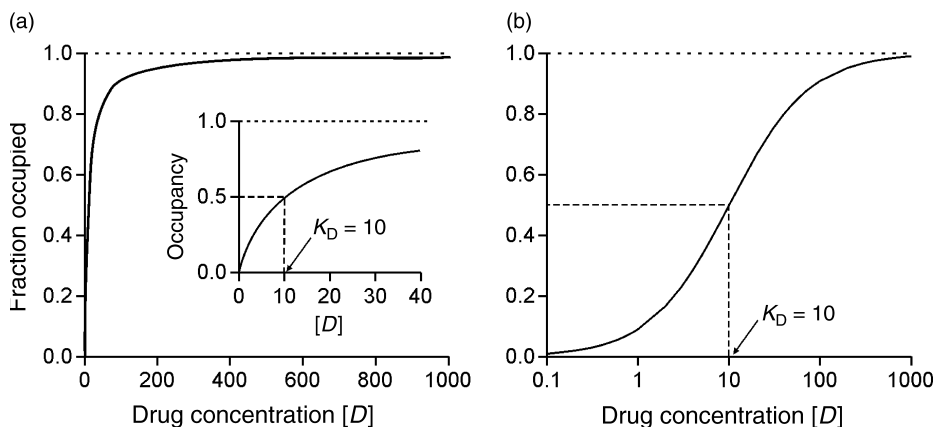 (a)
Fraction occupied
1.0
0.8
0.6
0.4
0.2
0.0
0 200 400 600 800 1000
Drug concentration [D]
Occupancy
1.0
0.5
0.0
0 10 20 30 40
[D]
KD = 10
(b)
1.0
0.8
0.6
0.4
0.2
0.0
0.1 1 10 100 1000
Drug concentration [D]
KD = 10